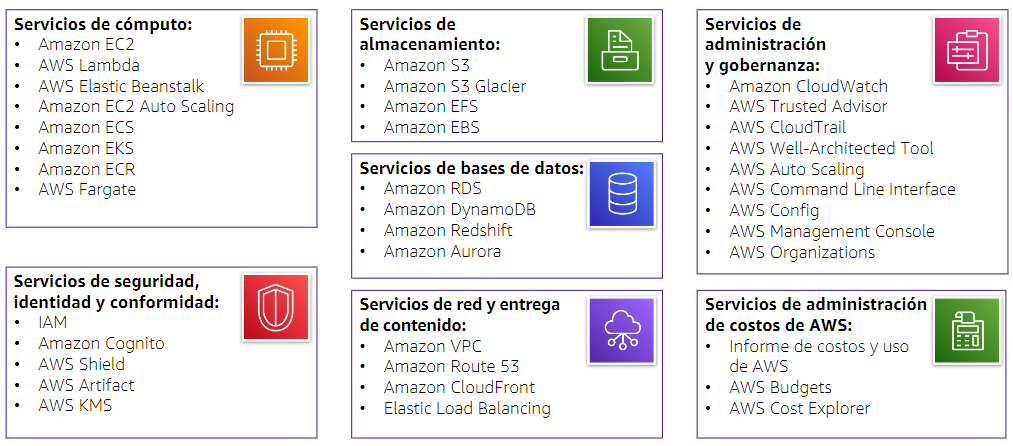 Servicios de cómputo:
• Amazon EC2
• AWS Lambda
• AWS Elastic Beanstalk
• Amazon EC2 Auto Scaling
• Amazon ECS
• Amazon EKS
• Amazon ECR
• AWS Fargate
Servicios de seguridad,
identidad y conformidad:
• IAM
• Amazon Cognito
• AWS Shield
• AWS Artifact
• AWS KMS
Servicios de
almacenamiento:
• Amazon S3
• Amazon S3 Glacier
• Amazon EFS
• Amazon EBS
Servicios de bases de datos:
• Amazon RDS
• Amazon DynamoDB
• Amazon Redshift
• Amazon Aurora
Servicios de red y entrega
de contenido:
• Amazon VPC
• Amazon Route 53
• Amazon CloudFront
• Elastic Load Balancing
Servicios de
administración
y gobernanza:
• Amazon CloudWatch
• AWS Trusted Advisor
• AWS CloudTrail
• AWS Well-Architected Tool
• AWS Auto Scaling
• AWS Command Line Interface
• AWS Config
• AWS Management Console
• AWS Organizations
Servicios de administración
de costos de AWS:
• Informe de costos y uso
de AWS
• AWS Budgets
• AWS Cost Explorer